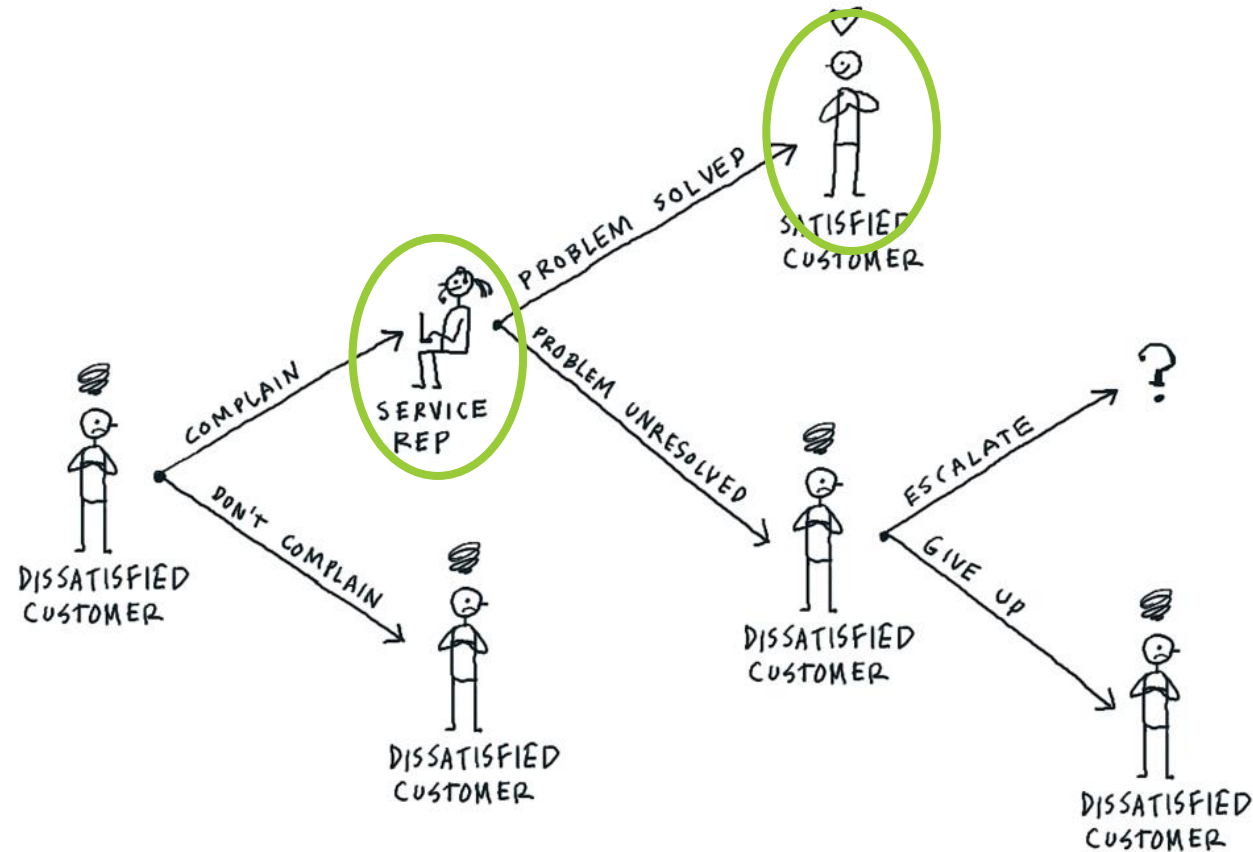 SATISFIED
CUSTOMER
PROBLEM SOLVED
?
COMPLAIN
SERVICE
REP
PROBLEM UNRESOLVED
ESCALATE
DISSATISFIED
CUSTOMER
DON'T COMPLAIN
GIVE UP
DISSATISFIED
CUSTOMER
DISSATISFIED
CUSTOMER
DISSATISFIED
CUSTOMER